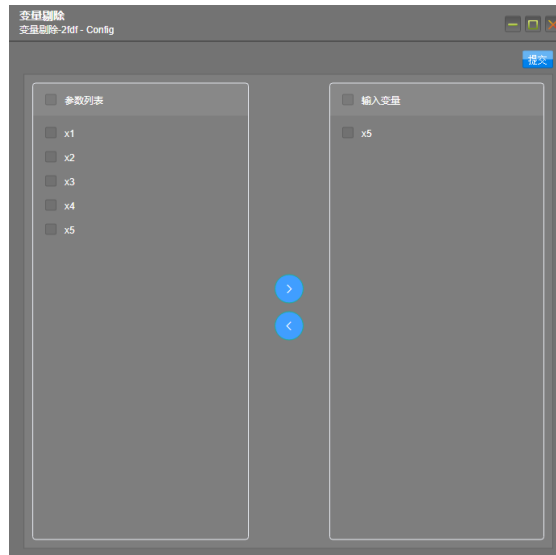 变量剔除
变量剔除-2fdf - Config
提交
参数列表
x1
x2
x3
x4
x5
输入变量
x5